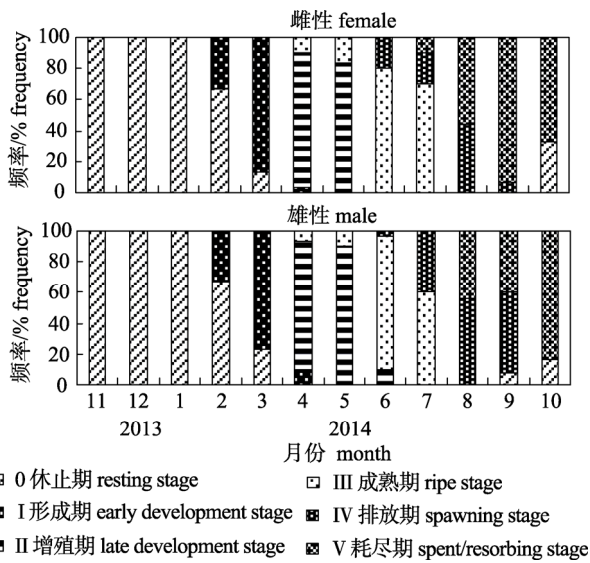 雌性 female
频率/% frequency
100
80
60
40
20
0
雄性 male
频率/% frequency
100
80
60
40
20
0
11 12 1 2 3 4 5 6 7 8 9 10
2013 2014
月份 month
0 休止期 resting stage III 成熟期 ripe stage
I 形成期 early development stage IV 排放期 spawning stage
II 增殖期 late development stage V 耗尽期 spent/resorbing stage